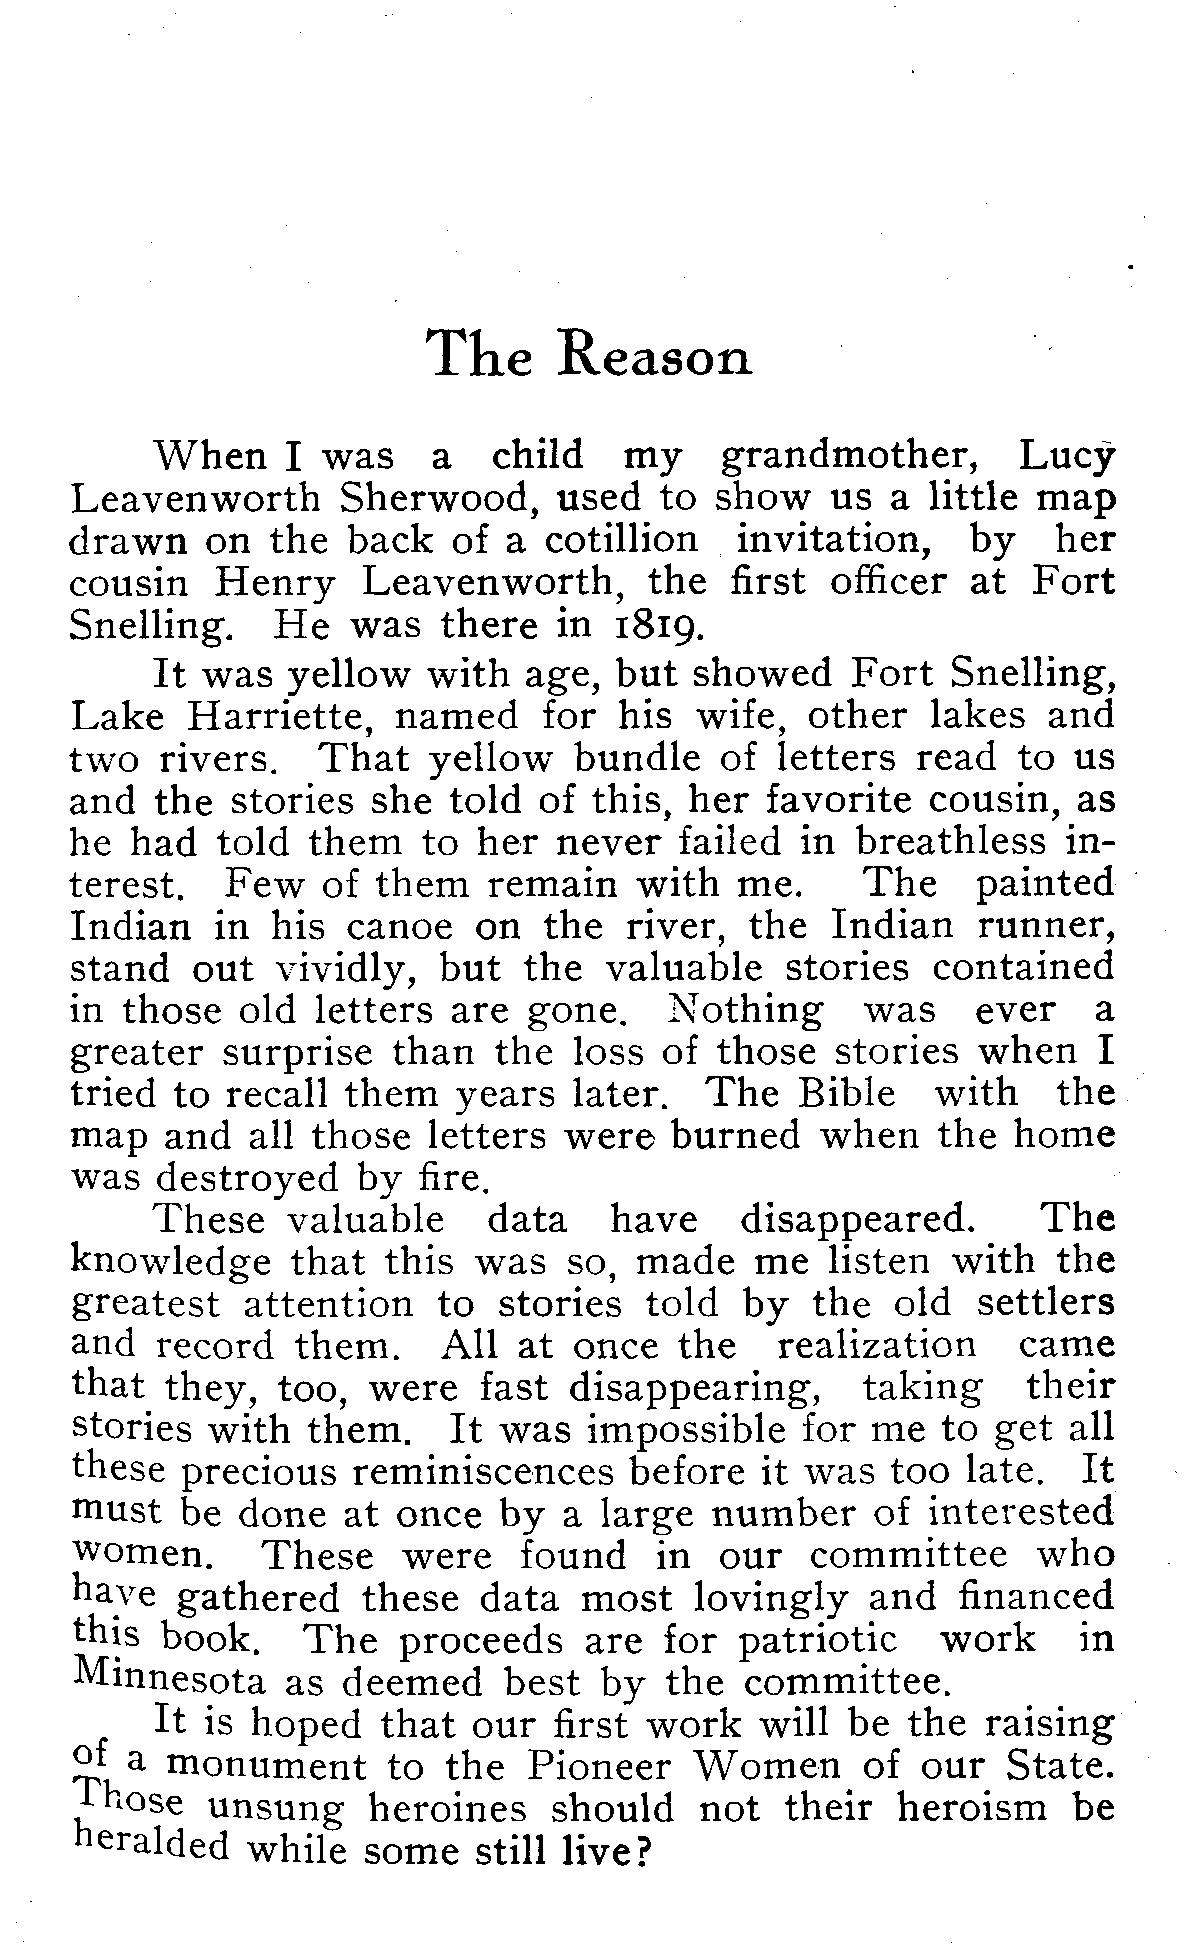 The Reason
When I was a child my grandmother, Lucy
Leavenworth Sherwood, used to show us a little map
drawn on the back of a cotillion invitation, by her
cousin Henry Leavenworth, the first officer at Fort
Snelling. He was there in 1819.
It was yellow with age, but showed Fort Snelling,
Lake Harriette, named for his wife, other lakes and
two rivers. That yellow bundle of letters read to us
and the stories she told of this, her favorite cousin, as
he had told them to her never failed in breathless in-
terest. Few of them remain with me. The painted
Indian in his canoe on the river, the Indian runner,
stand out vividly, but the valuable stories contained
in those old letters are gone. Nothing was ever a
greater surprise than the loss of those stories when I
tried to recall them years later. The Bible with the
map and all those letters were burned when the home
was destroyed by fire.
These valuable data have disappeared. The
knowledge that this was so, made me listen with the
greatest attention to stories told by the old settlers
and record them. All at once the realization came
that they, too, were fast disappearing, taking their
stories with them. It was impossible for me to get all
these precious reminiscences before it was too late. It
must be done at once by a large number of interested
women. These were found in our committee who
have gathered these data most lovingly and financed
this book. The proceeds are for patriotic work in
Minnesota as deemed best by the committee.
It is hoped that our first work will be the raising
of a monument to the Pioneer Women of our State.
Those unsung heroines should not their heroism be
heralded while some still live?